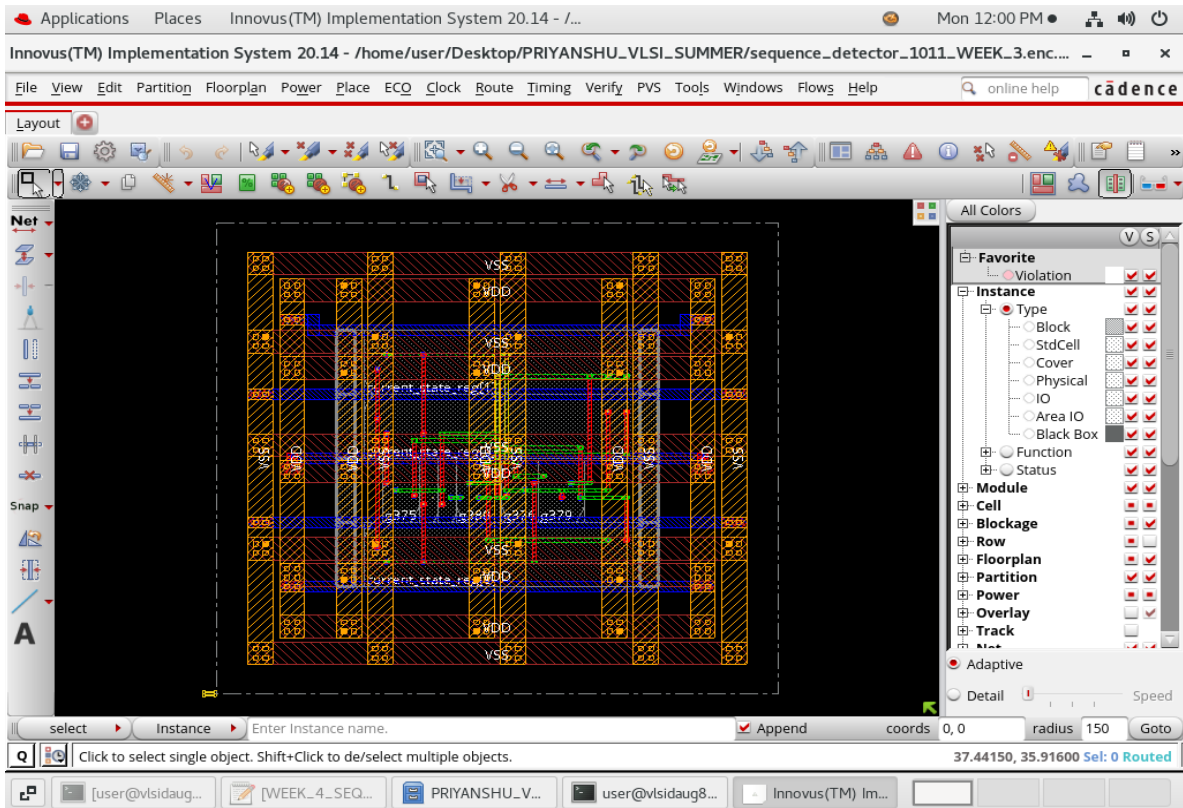 Applications Places Innovus(TM) Implementation System 20.14 - /... Mon 12:00 PM
Innovus(TM) Implementation System 20.14 - /home/user/Desktop/PRIYANSHU_VLSI_SUMMER/sequence_detector_1011_WEEK_3.enc....
File View Edit Partition Floorplan Power Place ECO Clock Route Timing Verify PVS Tools Windows Flows Help online help cādence
Layout
»
Net
All Colors
V S
Favorite
Violation
Instance
Type
Block
StdCell
Cover
Physical
IO
Area IO
Black Box
Function
Status
Module
Cell
Blockage
Row
Floorplan
Partition
Power
Overlay
Track
Net
Snap
A
VSS
VDD
VSS
VDD
current_state_reg[1]
VSS VDD VSS VSS VDD VDD VSS VDD VSS
VDD
g375 g380 g376 g379
VSS
VDD
VDD
VSS
Adaptive
Detail Speed
select Instance Enter Instance name. Append coords 0, 0 radius 150 Goto
Q Click to select single object. Shift+Click to de/select multiple objects. 37.44150, 35.91600 Sel: 0 Routed
[user@vlsidaug... [WEEK_4_SEQ... PRIYANSHU_V... user@vlsidaug8... Innovus(TM) Im...